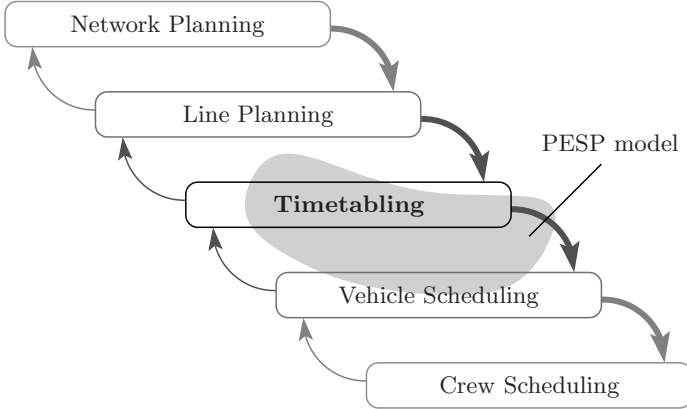 Network Planning
Line Planning
PESP model
Timetabling
Vehicle Scheduling
Crew Scheduling